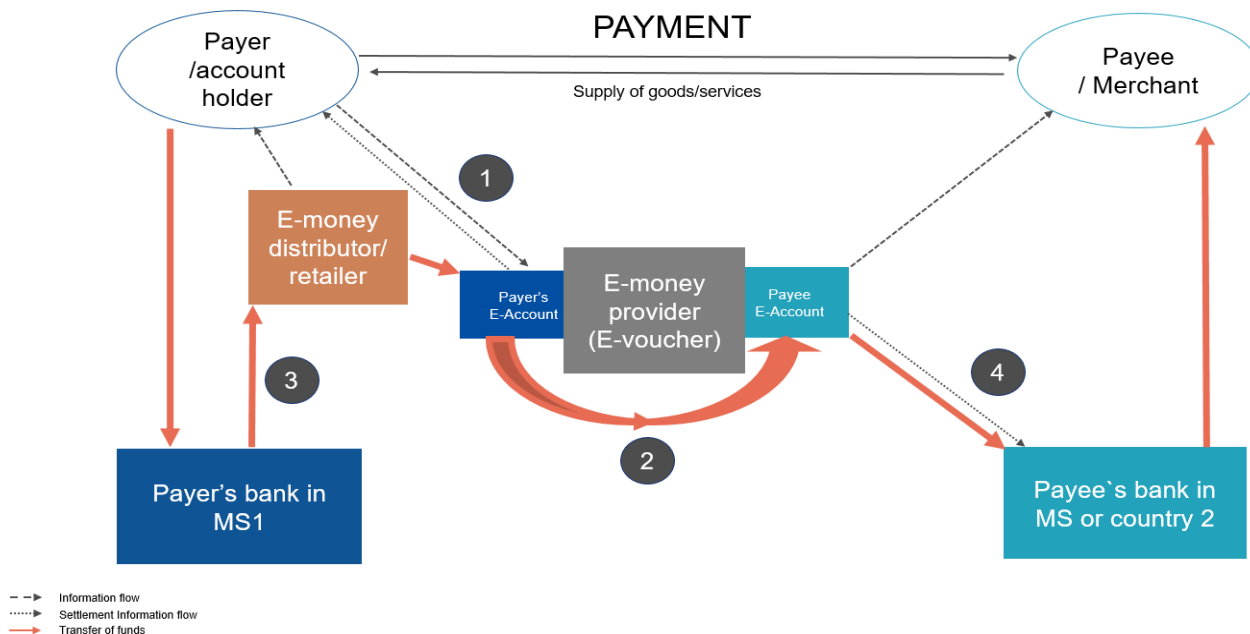 PAYMENT
Payer
/account
holder
Payee
/ Merchant
Supply of goods/services
1
E-money
distributor/
retailer
Payer’s
E-Account
E-money
provider
(E-voucher)
Payee
E-Account
3
4
2
Payer’s bank in
MS1
Payee`s bank in
MS or country 2
Information flow
Settlement Information flow
Transfer of funds